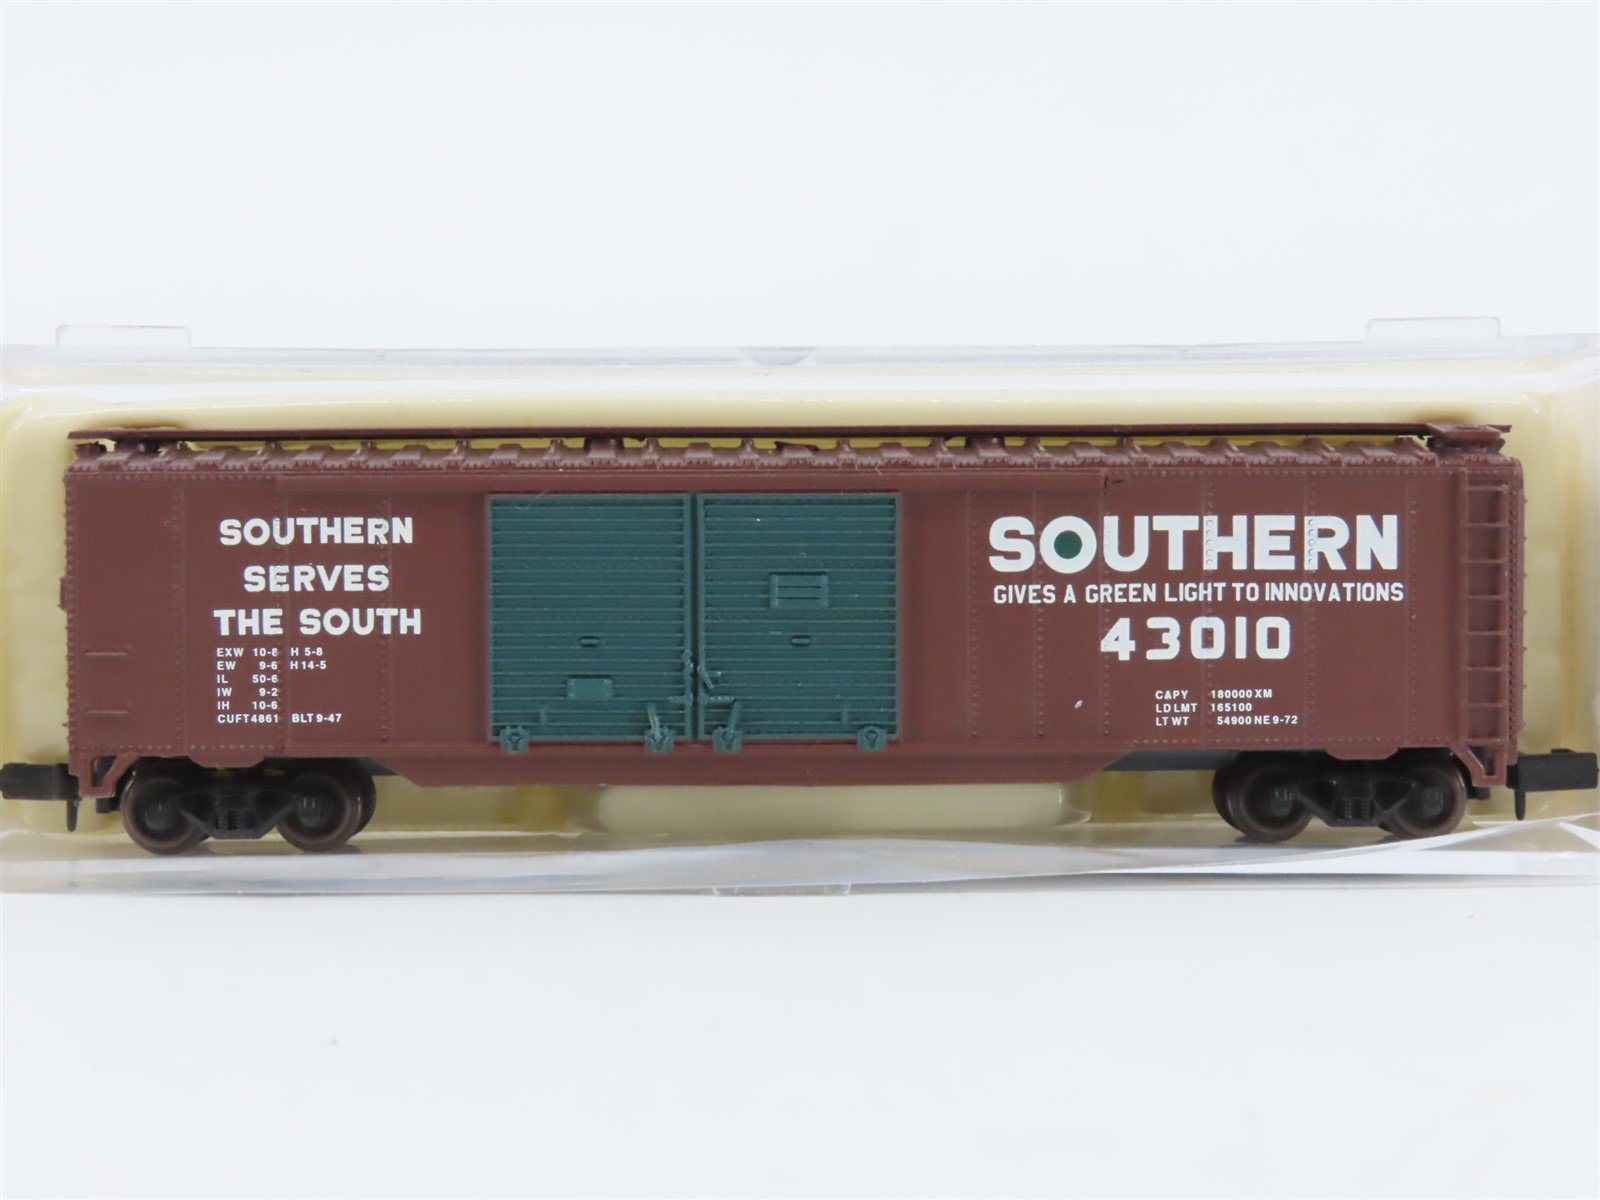 SOUTHERN
SERVES
THE SOUTH
EXW 10-8 H 5-8
EW 9-6 H 14-5
IL 50-6
IW 9-2
IH 10-6
CUFT 4861 BLT 9-47
SOUTHERN
GIVES A GREEN LIGHT TO INNOVATIONS
43010
CAPY 180000 XM
LD LMT 165100
LT WT 54900 NE 9-72